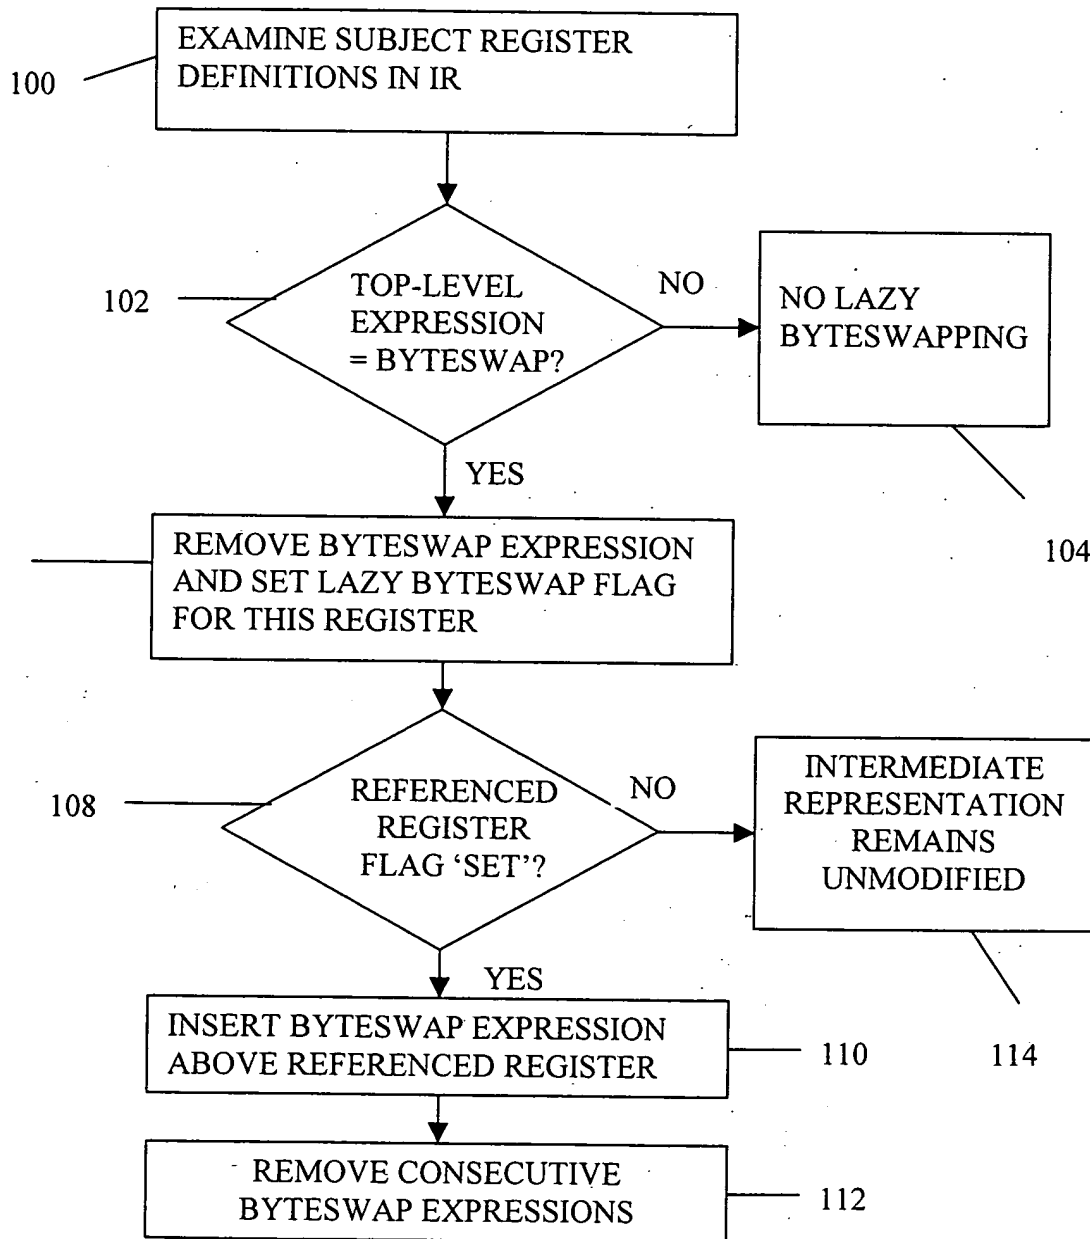 EXAMINE SUBJECT REGISTER
DEFINITIONS IN IR
100
TOP-LEVEL
EXPRESSION
= BYTESWAP?
102
NO
NO LAZY
BYTESWAPPING
104
YES
REMOVE BYTESWAP EXPRESSION
AND SET LAZY BYTESWAP FLAG
FOR THIS REGISTER
REFERENCED
REGISTER
FLAG ‘SET’?
108
NO
INTERMEDIATE
REPRESENTATION
REMAINS
UNMODIFIED
114
YES
INSERT BYTESWAP EXPRESSION
ABOVE REFERENCED REGISTER
110
REMOVE CONSECUTIVE
BYTESWAP EXPRESSIONS
112